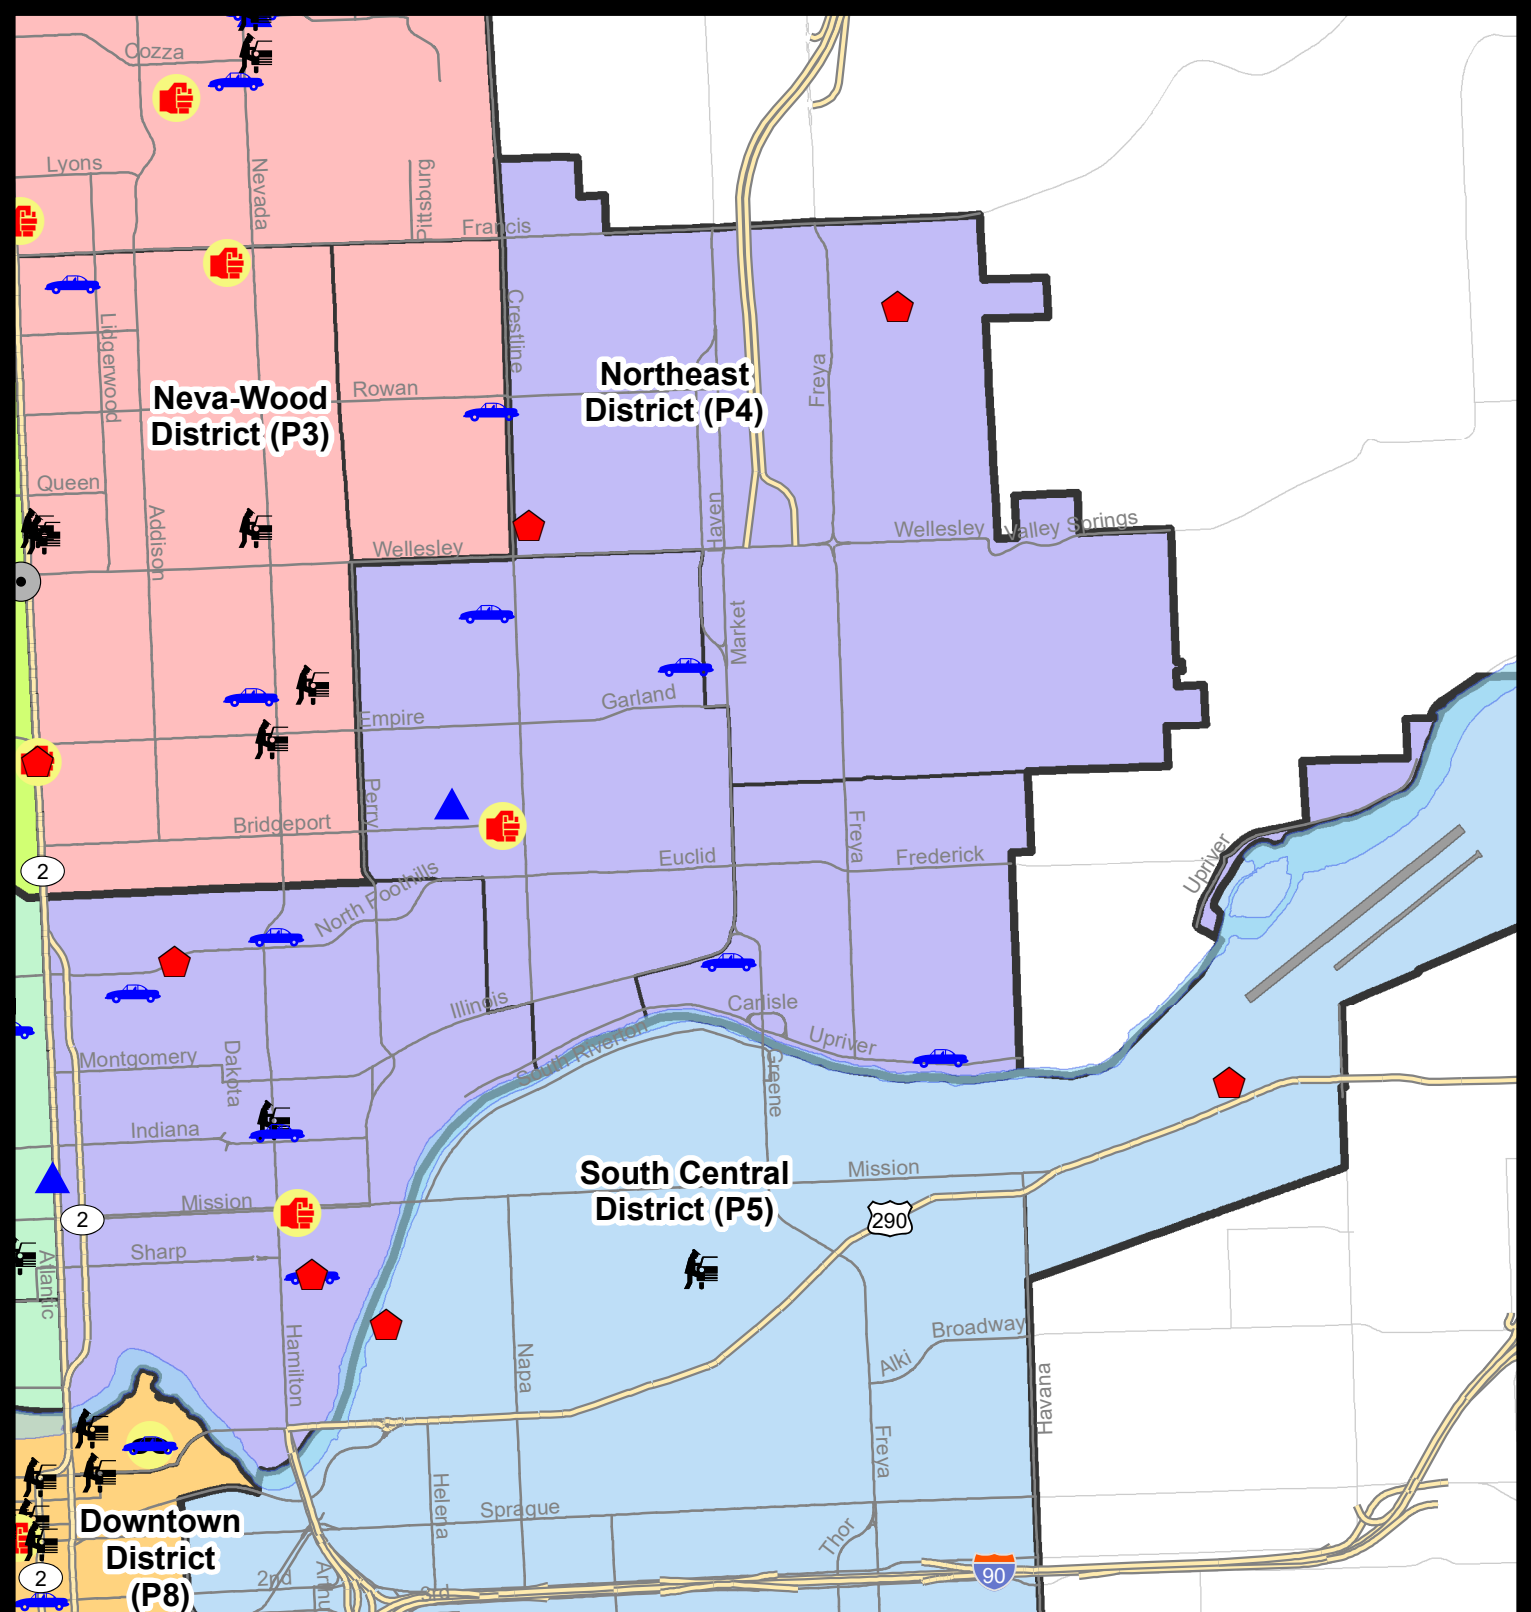 Cozza
Lyons
Nevada
Pittsburg
Francis
Crestline
Lidgerwood
Freya
Northeast
District (P4)
Neva-Wood
District (P3)
Rowan
Queen
Addison
Haven
Wellesley
Wellesley
Valley Springs
Market
Garland
Empire
Perry
Bridgeport
Freya
Euclid
Frederick
Upriver
2
North Foothills
Illinois
Carlisle
Upriver
South Riverton
Greene
Montgomery
Dakota
Indiana
Mission
South Central
District (P5)
Mission
2
290
Sharp
Atlantic
Hamilton
Napa
Broadway
Alki
Havana
Freya
Helena
Sprague
Thor
Downtown
District
(P8)
2nd
3rd
2
90